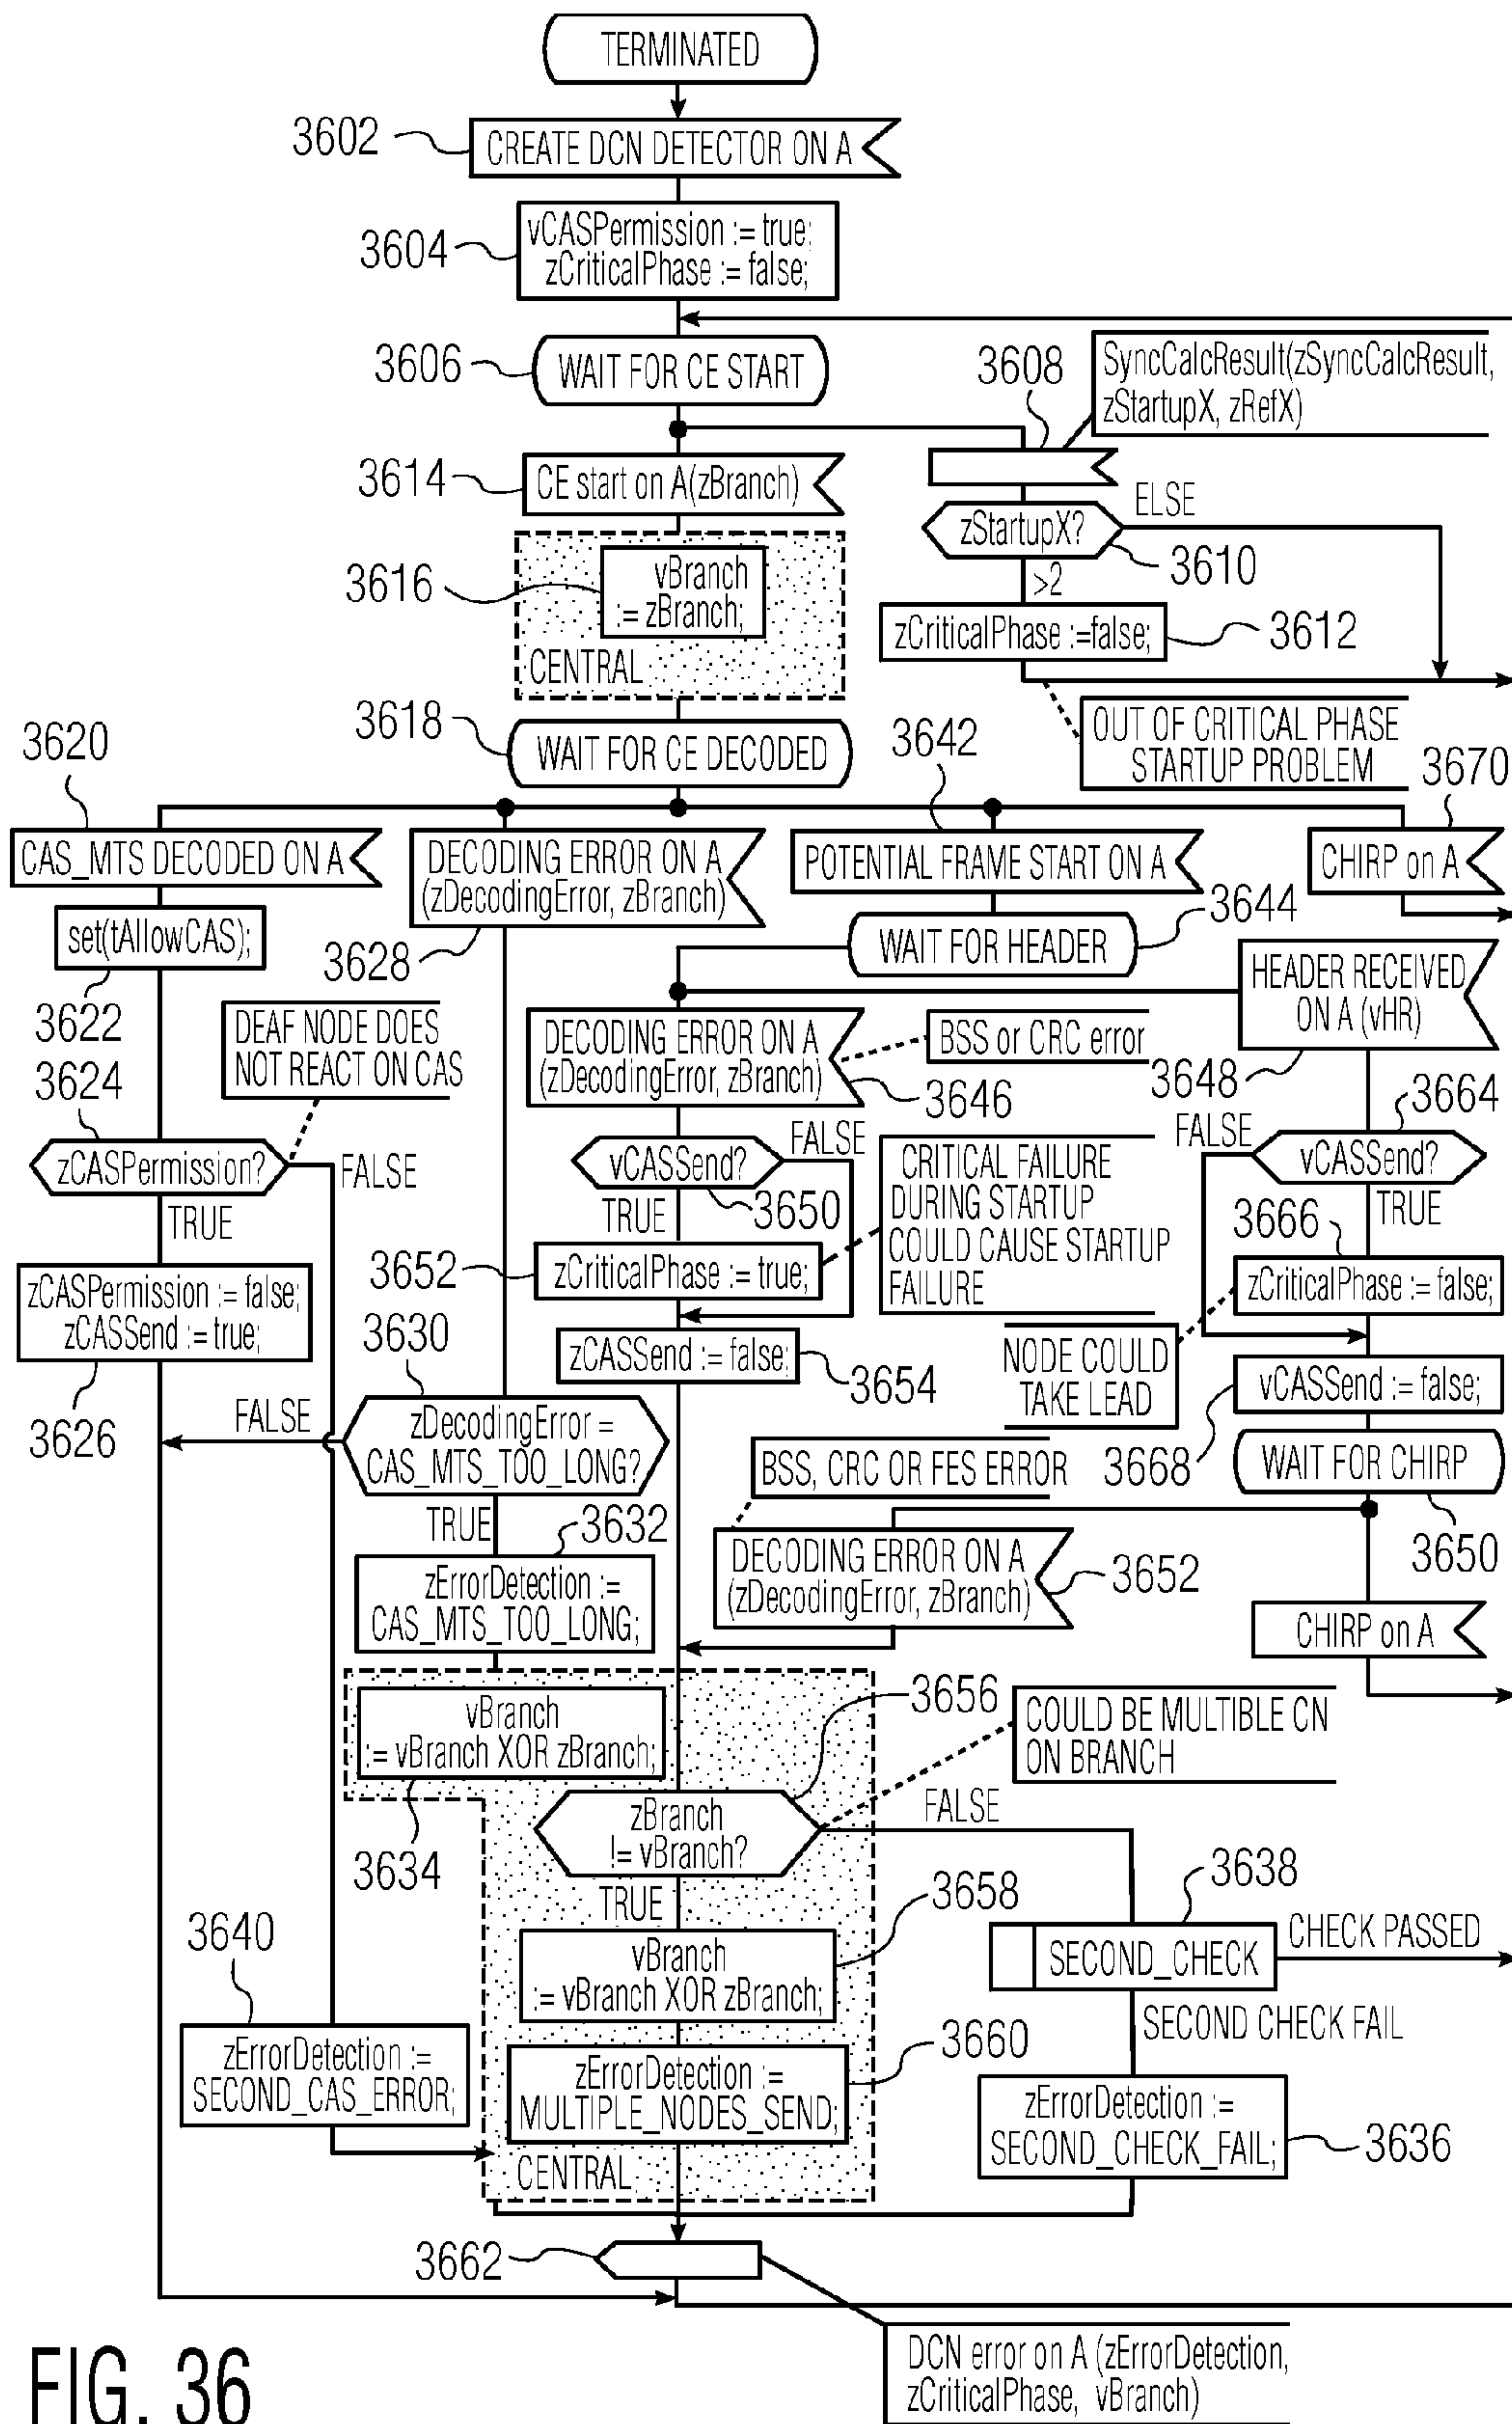 TERMINATED
3602
CREATE DCN DETECTOR ON A
3604
vCASPermission := true;
zCriticalPhase := false;
3606
WAIT FOR CE START
3608
SyncCalcResult(zSyncCalcResult,
zStartupX, zRefX)
3614
CE start on A(zBranch)
zStartupX?
ELSE
3610
>2
3616
vBranch
:= zBranch;
CENTRAL
zCriticalPhase :=false;
3612
3618
WAIT FOR CE DECODED
3642
OUT OF CRITICAL PHASE
STARTUP PROBLEM
3670
3620
CAS_MTS DECODED ON A
DECODING ERROR ON A
(zDecodingError, zBranch)
POTENTIAL FRAME START ON A
CHIRP on A
set(tAllowCAS);
3628
WAIT FOR HEADER
3644
3622
DEAF NODE DOES
NOT REACT ON CAS
DECODING ERROR ON A
(zDecodingError, zBranch)
BSS or CRC error
HEADER RECEIVED
ON A (vHR)
3648
3646
3624
zCASPermission?
FALSE
TRUE
vCASSend?
FALSE
3650
TRUE
CRITICAL FAILURE
DURING STARTUP
COULD CAUSE STARTUP
FAILURE
3664
FALSE
vCASSend?
TRUE
3666
3652
zCriticalPhase := true;
zCriticalPhase := false;
zCASPermission := false;
zCASSend := true;
3626
3630
zCASSend := false;
3654
NODE COULD
TAKE LEAD
vCASSend := false;
3668
FALSE
zDecodingError =
CAS_MTS_TOO_LONG?
BSS, CRC OR FES ERROR
WAIT FOR CHIRP
3650
TRUE
3632
zErrorDetection :=
CAS_MTS_TOO_LONG;
DECODING ERROR ON A
(zDecodingError, zBranch)
3652
CHIRP on A
vBranch
:= vBranch XOR zBranch;
3634
3656
COULD BE MULTIBLE CN
ON BRANCH
zBranch
!= vBranch?
FALSE
TRUE
3658
vBranch
:= vBranch XOR zBranch;
3638
SECOND_CHECK
CHECK PASSED
SECOND CHECK FAIL
3640
zErrorDetection :=
SECOND_CAS_ERROR;
3660
zErrorDetection :=
MULTIPLE_NODES_SEND;
CENTRAL
zErrorDetection :=
SECOND_CHECK_FAIL;
3636
3662
DCN error on A (zErrorDetection,
zCriticalPhase, vBranch)
FIG. 36